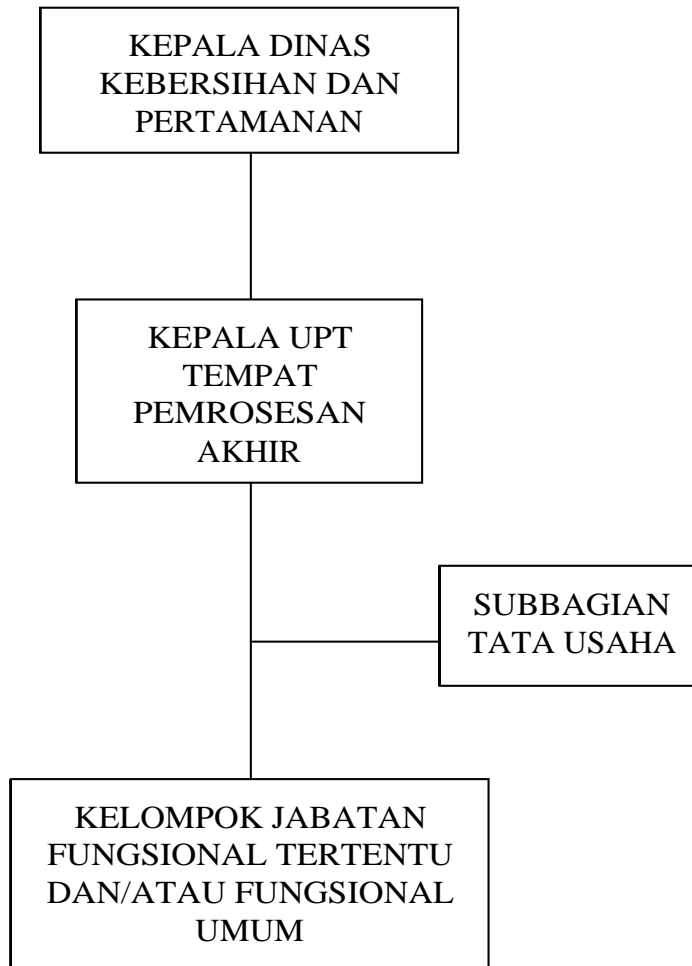 KEPALA DINAS
KEBERSIHAN DAN
PERTAMANAN
KEPALA UPT
TEMPAT
PEMROSESAN
AKHIR
SUBBAGIAN
TATA USAHA
KELOMPOK JABATAN
FUNGSIONAL TERTENTU
DAN/ATAU FUNGSIONAL
UMUM